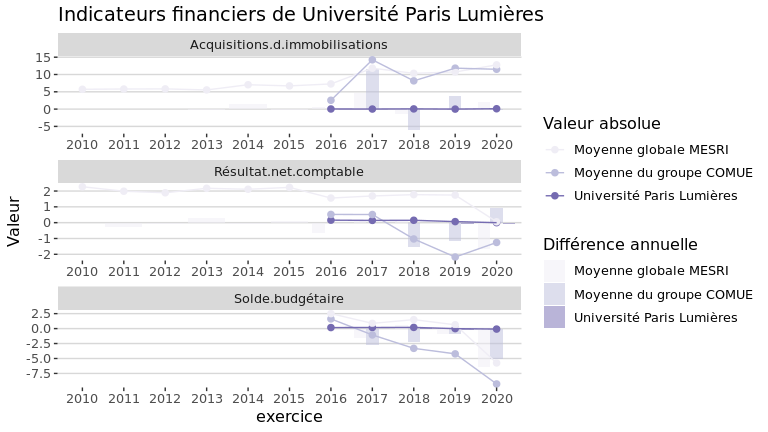 Indicateurs financiers de Université Paris Lumières
Acquisitions.d.immobilisations
15
10
5
0
-5
2010 2011 2012 2013 2014 2015 2016 2017 2018 2019 2020
Résultat.net.comptable
2
1
0
-1
-2
2010 2011 2012 2013 2014 2015 2016 2017 2018 2019 2020
Solde.budgétaire
2.5
0.0
-2.5
-5.0
-7.5
2010 2011 2012 2013 2014 2015 2016 2017 2018 2019 2020
exercice
Valeur
Valeur absolue
Moyenne globale MESRI
Moyenne du groupe COMUE
Université Paris Lumières
Différence annuelle
Moyenne globale MESRI
Moyenne du groupe COMUE
Université Paris Lumières